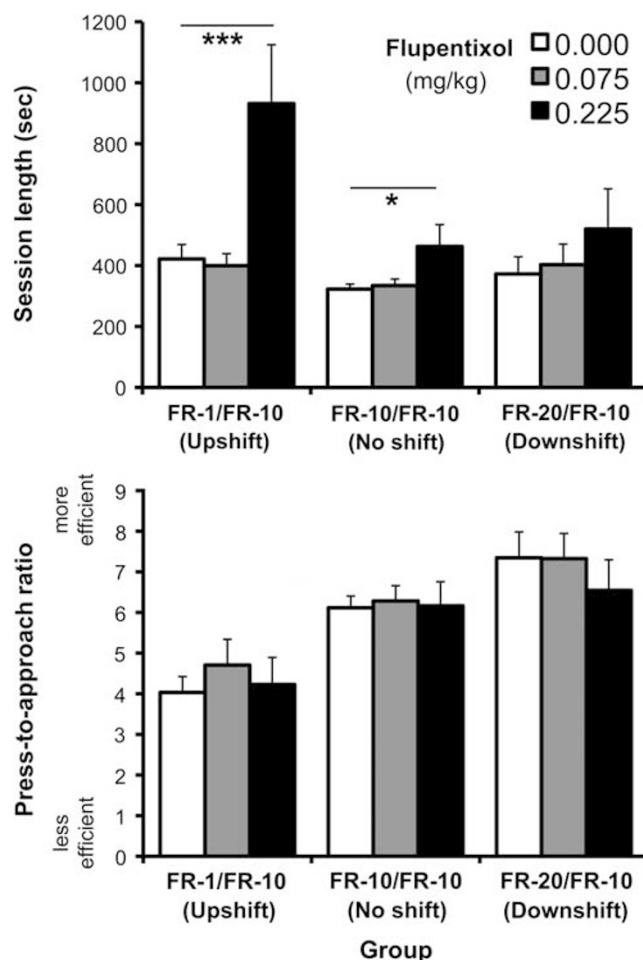 Session length (sec)
1200
1000
800
600
400
200
0
***
*
Flupentixol
(mg/kg)
0.000
0.075
0.225
FR-1/FR-10
(Upshift)
FR-10/FR-10
(No shift)
FR-20/FR-10
(Downshift)
Press-to-approach ratio
more
efficient
less
efficient
9
8
7
6
5
4
3
2
1
0
FR-1/FR-10
(Upshift)
FR-10/FR-10
(No shift)
FR-20/FR-10
(Downshift)
Group